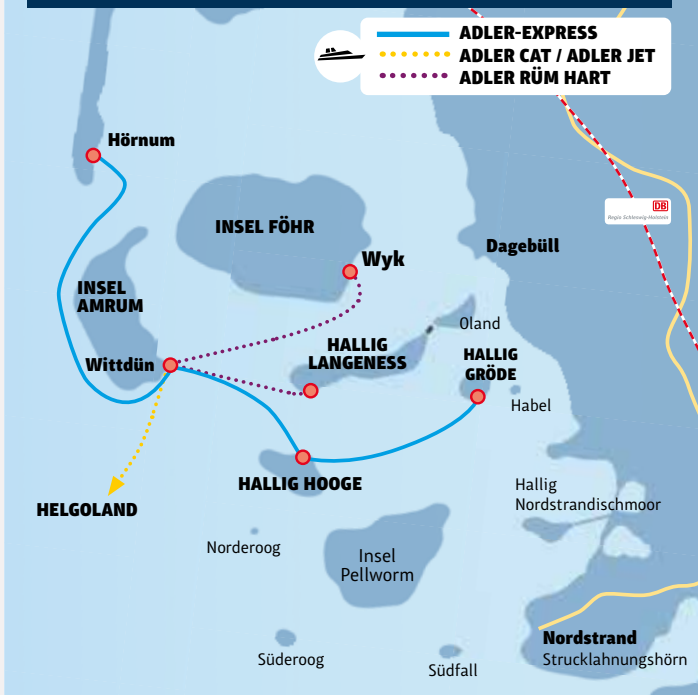 ADLER-EXPRESS
ADLER CAT / ADLER JET
ADLER RÜM HART
Hörnum
DB
Regio Schleswig-Holstein
INSEL FÖHR
Dagebüll
Wyk
INSEL
AMRUM
Oland
HALLIG
LANGENESS
HALLIG
GRÖDE
Wittdün
Habel
HALLIG HOOGE
Hallig
Nordstrandischmoor
HELGOLAND
Norderoog
Insel
Pellworm
Nordstrand
Strucklahnungshörn
Süderoog
Südfall